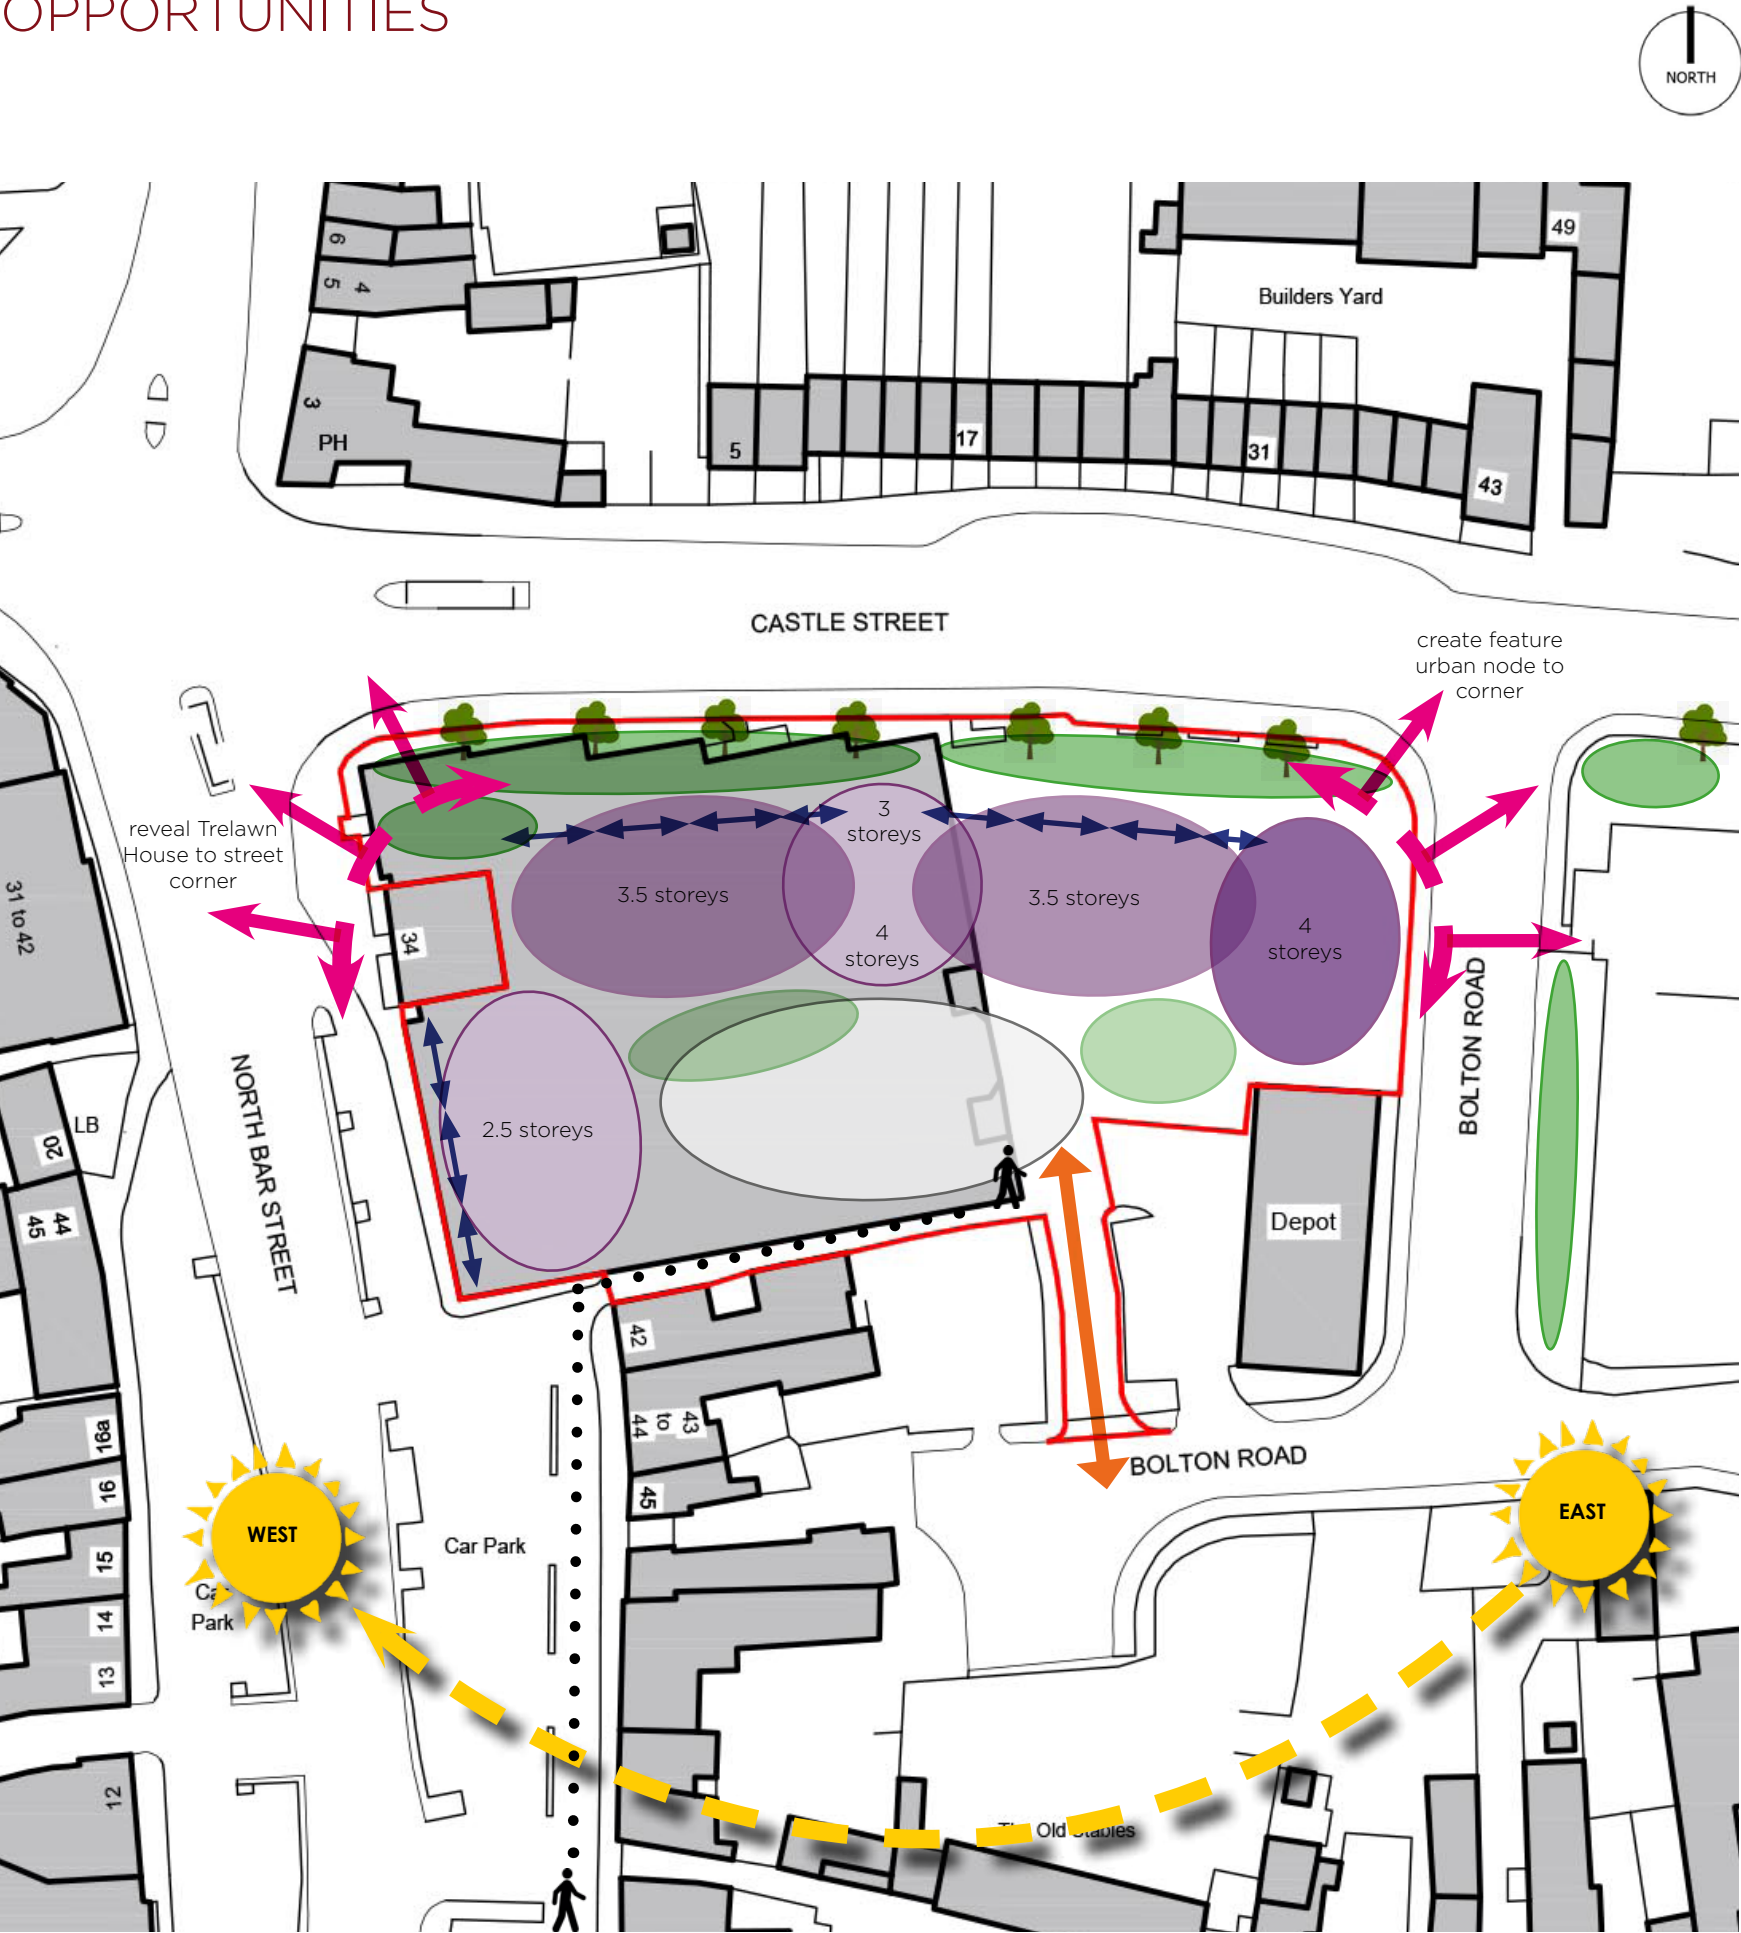 OPPORTUNITIES
NORTH
6
5 4
3
PH
49
Builders Yard
5
17
31
43
CASTLE STREET
create feature
urban node to
corner
reveal Trelawn
House to street
corner
3
storeys
3.5 storeys
3.5 storeys
4
storeys
4
storeys
31 to 42
34
BOLTON ROAD
NORTH BAR STREET
LB
20
2.5 storeys
44
45
Depot
42
43
to
44
45
16a
16
15
14
13
12
BOLTON ROAD
WEST
EAST
Car Park
Park
Old Stables